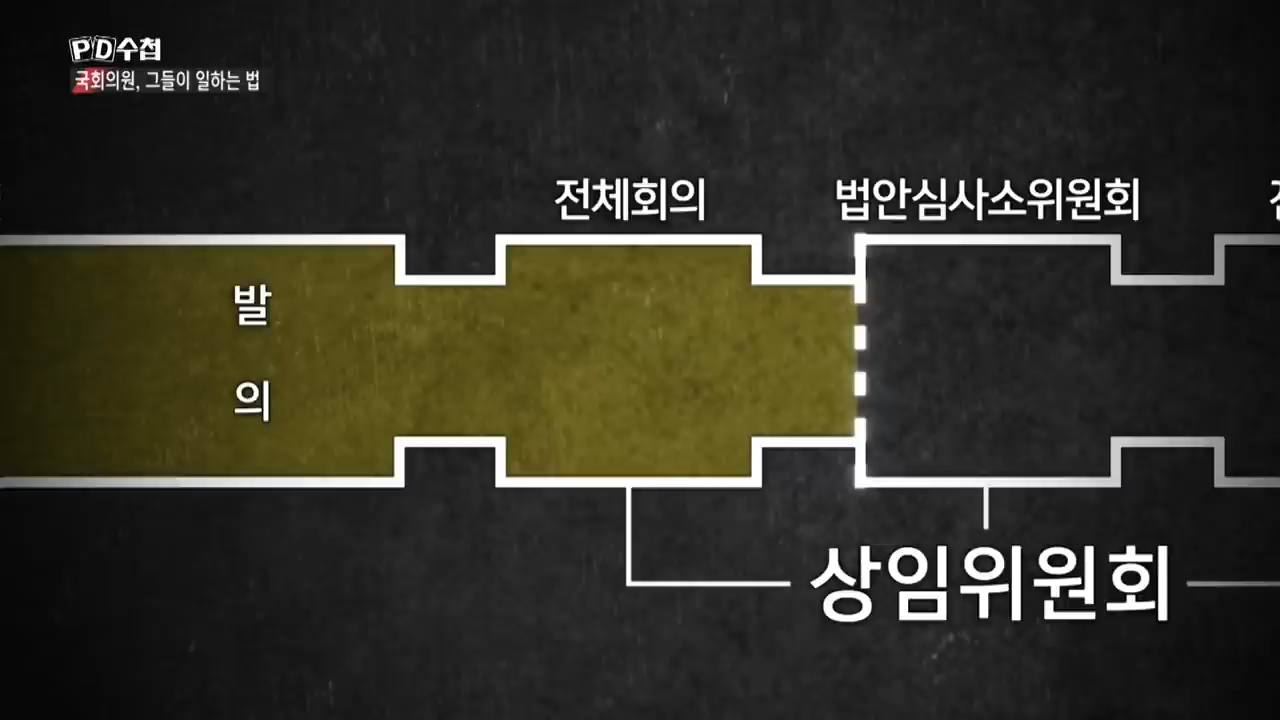 PD수첩
국회의원, 그들이 일하는 법
전체회의
법안심사소위원회
발
의
상임위원회